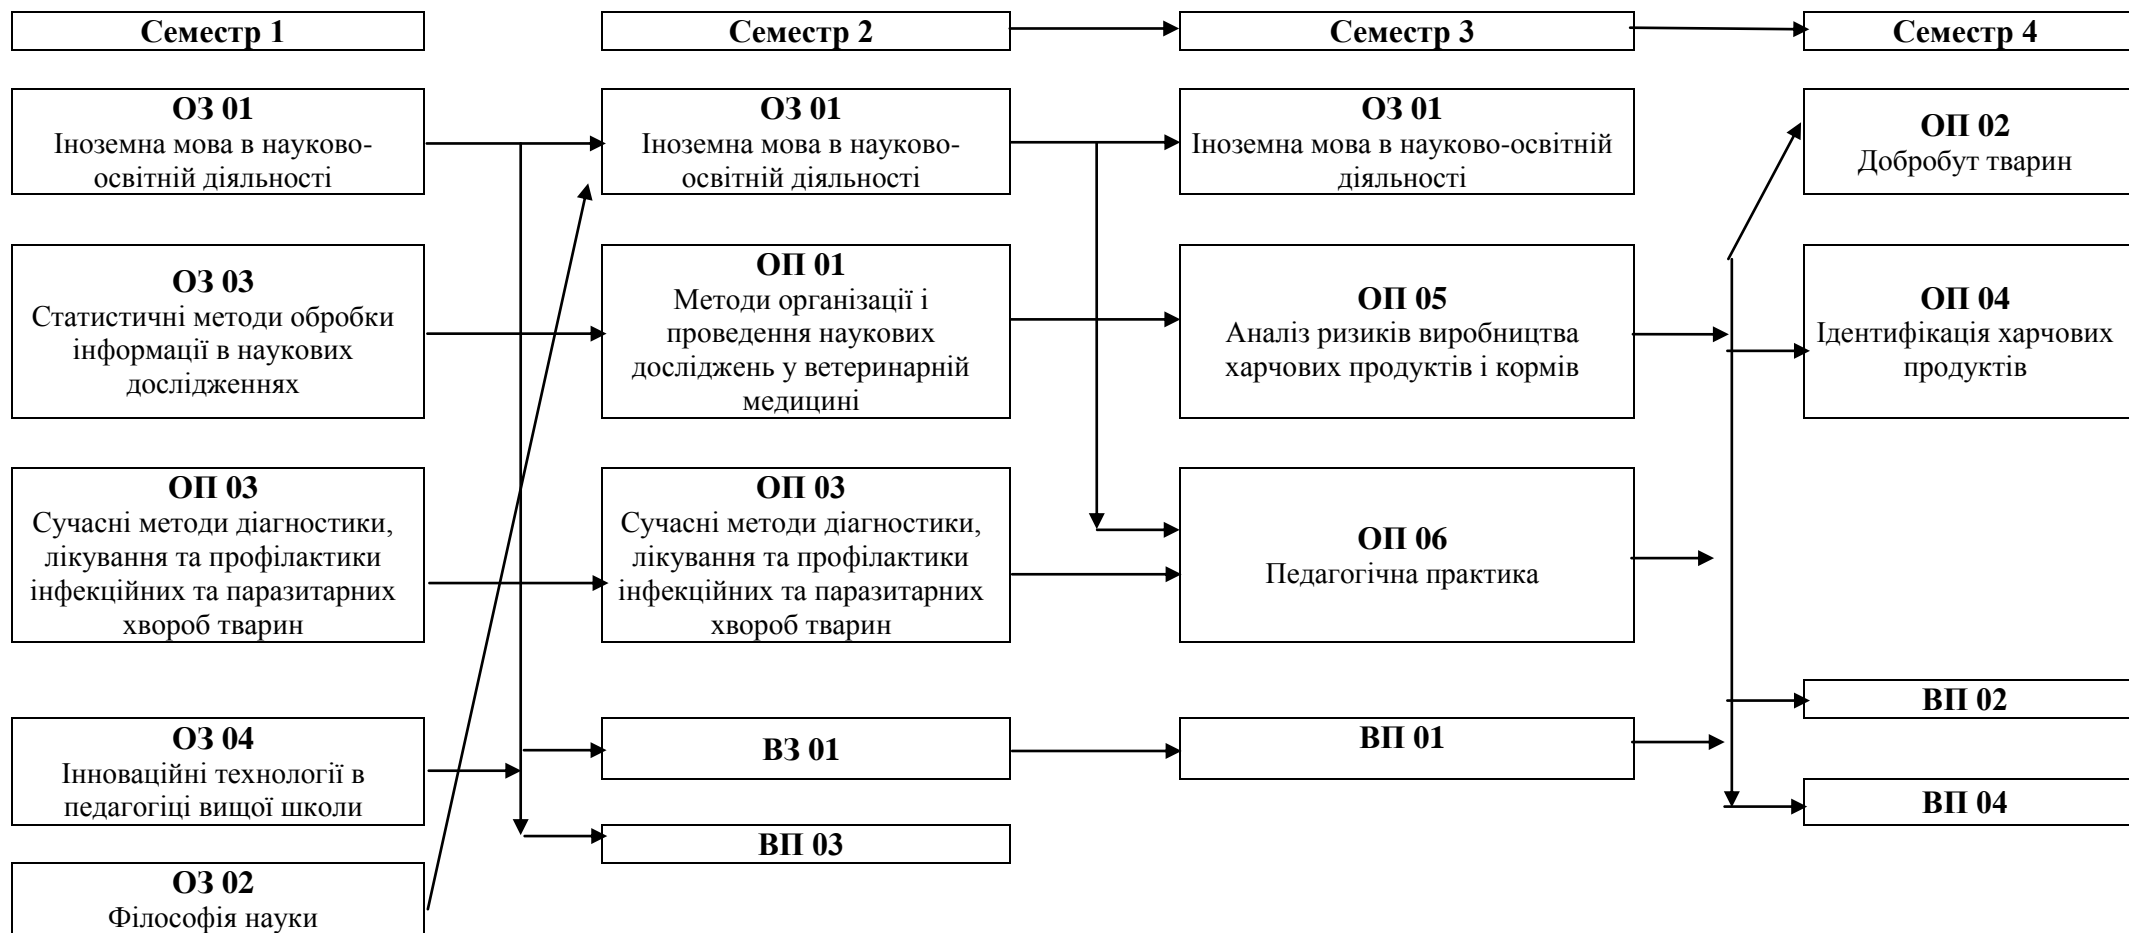 Семестр 1
Семестр 2
Семестр 3
Семестр 4
ОЗ 01
Іноземна мова в науково-
освітній діяльності
ОЗ 01
Іноземна мова в науково-
освітній діяльності
ОЗ 01
Іноземна мова в науково-освітній
діяльності
ОП 02
Добробут тварин
ОЗ 03
Статистичні методи обробки
інформації в наукових
дослідженнях
ОП 01
Методи організації і
проведення наукових
досліджень у ветеринарній
медицині
ОП 05
Аналіз ризиків виробництва
харчових продуктів і кормів
ОП 04
Ідентифікація харчових
продуктів
ОП 03
Сучасні методи діагностики,
лікування та профілактики
інфекційних та паразитарних
хвороб тварин
ОП 03
Сучасні методи діагностики,
лікування та профілактики
інфекційних та паразитарних
хвороб тварин
ОП 06
Педагогічна практика
ВП 02
ОЗ 04
Інноваційні технології в
педагогіці вищої школи
ВЗ 01
ВП 01
ВП 04
ВП 03
ОЗ 02
Філософія науки